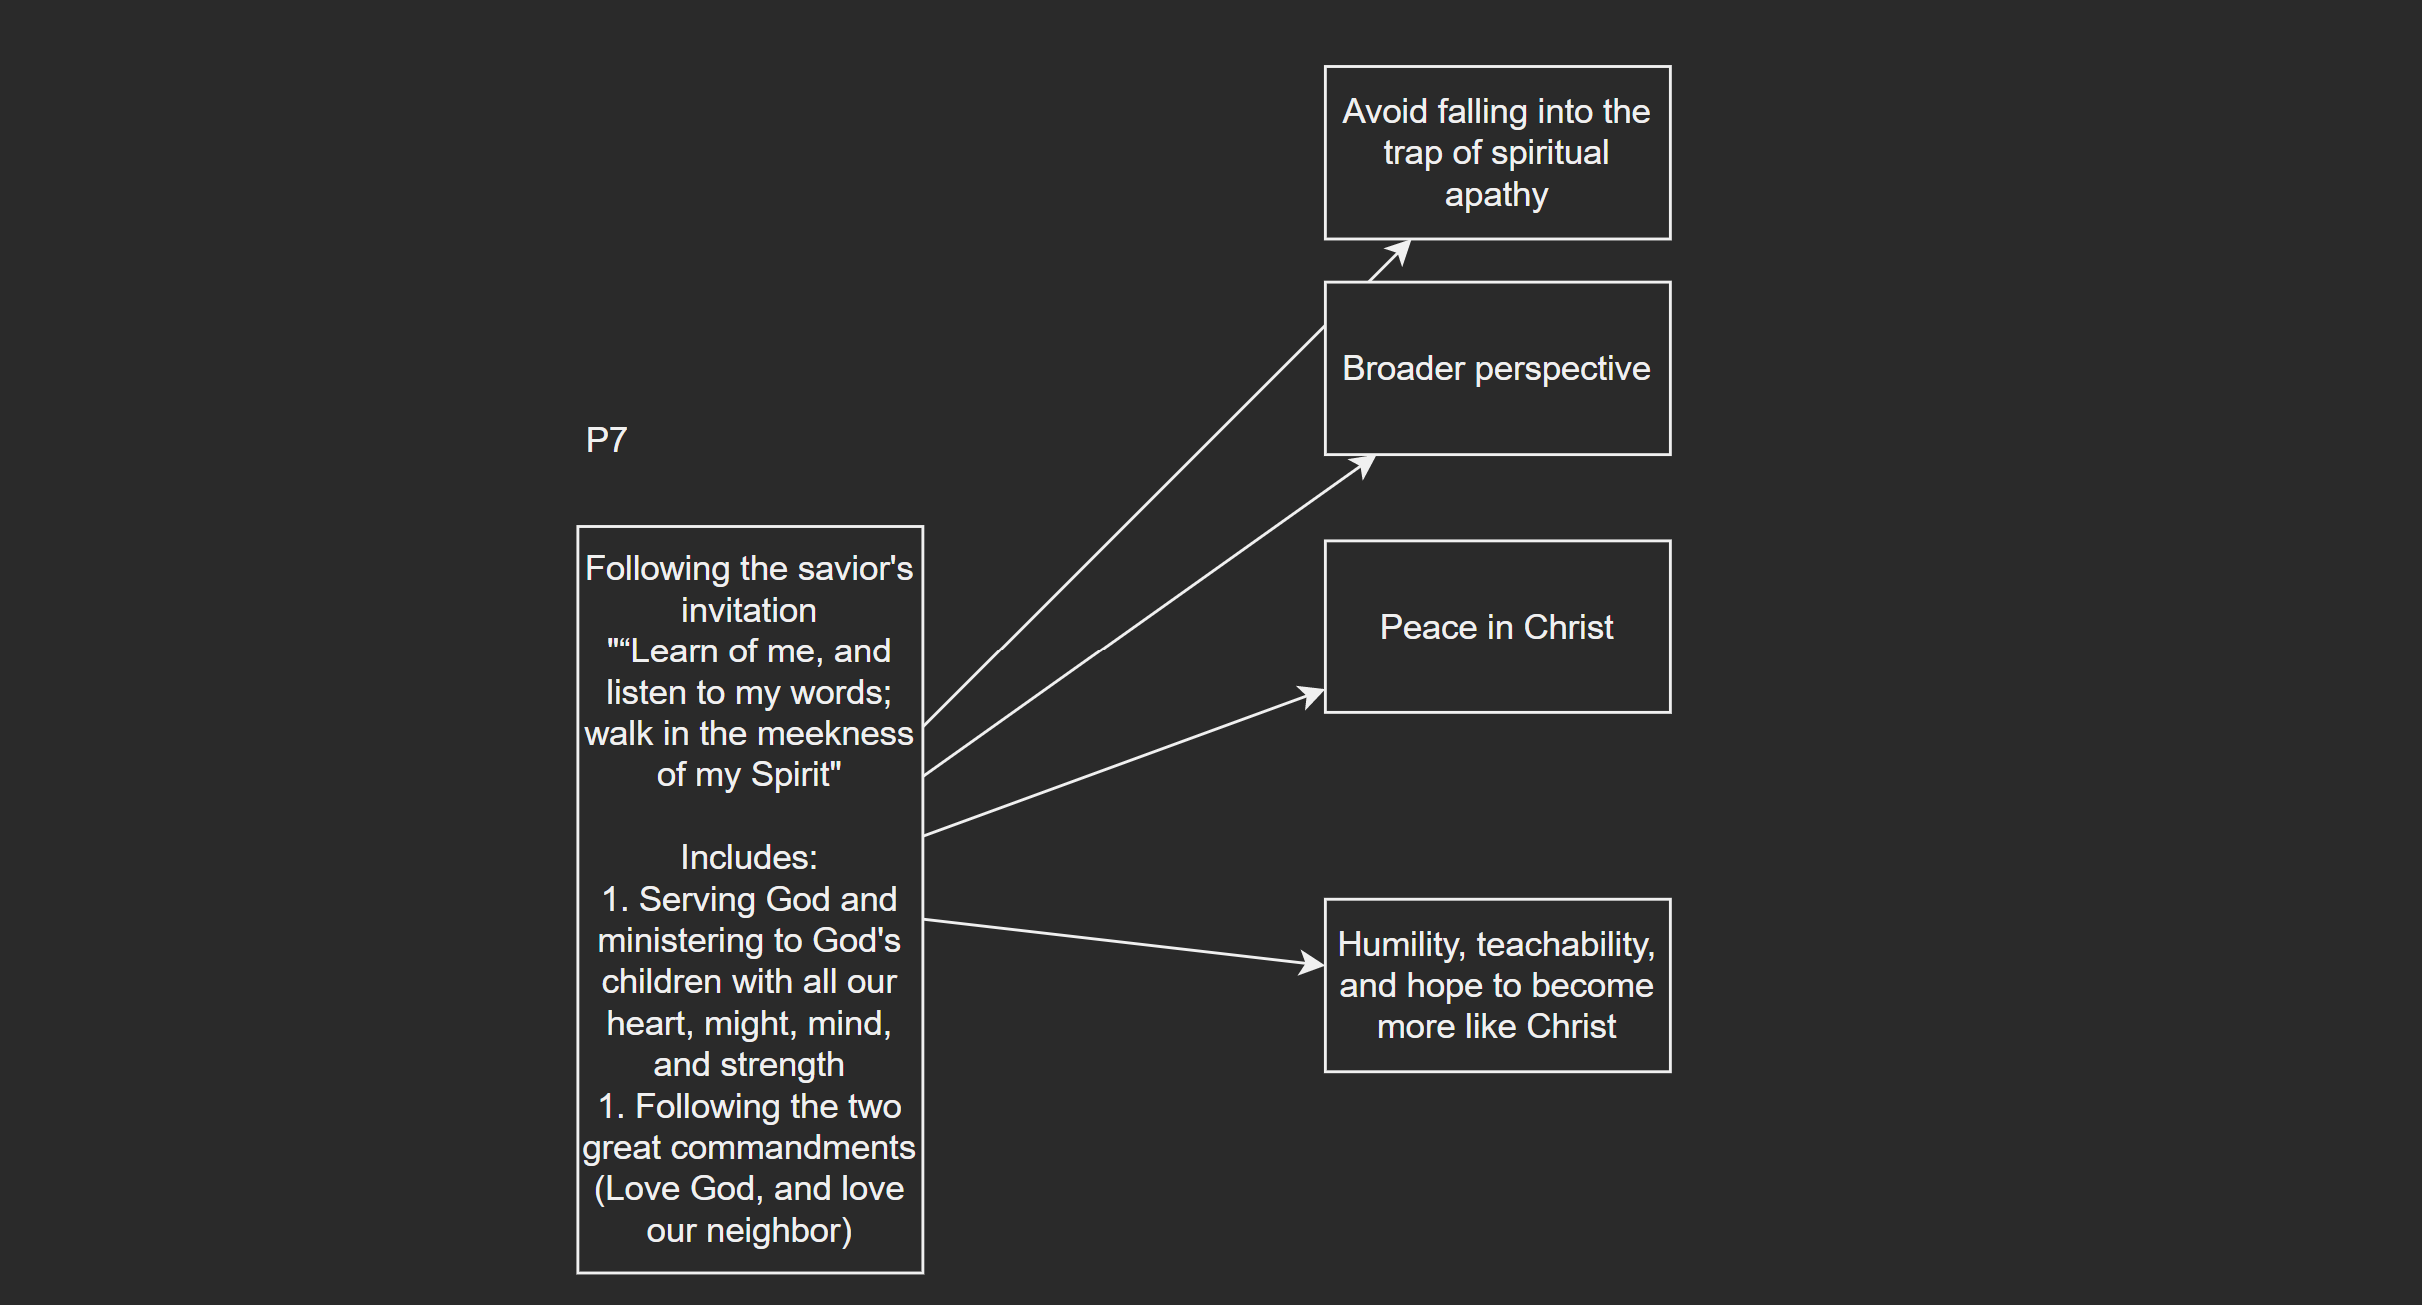 Avoid falling into the
trap of spiritual
apathy
Broader perspective
P7
Following the savior's
invitation
"“Learn of me, and
listen to my words;
walk in the meekness
of my Spirit"
Includes:
1. Serving God and
ministering to God's
children with all our
heart, might, mind,
and strength
1. Following the two
great commandments
(Love God, and love
our neighbor)
Peace in Christ
Humility, teachability,
and hope to become
more like Christ